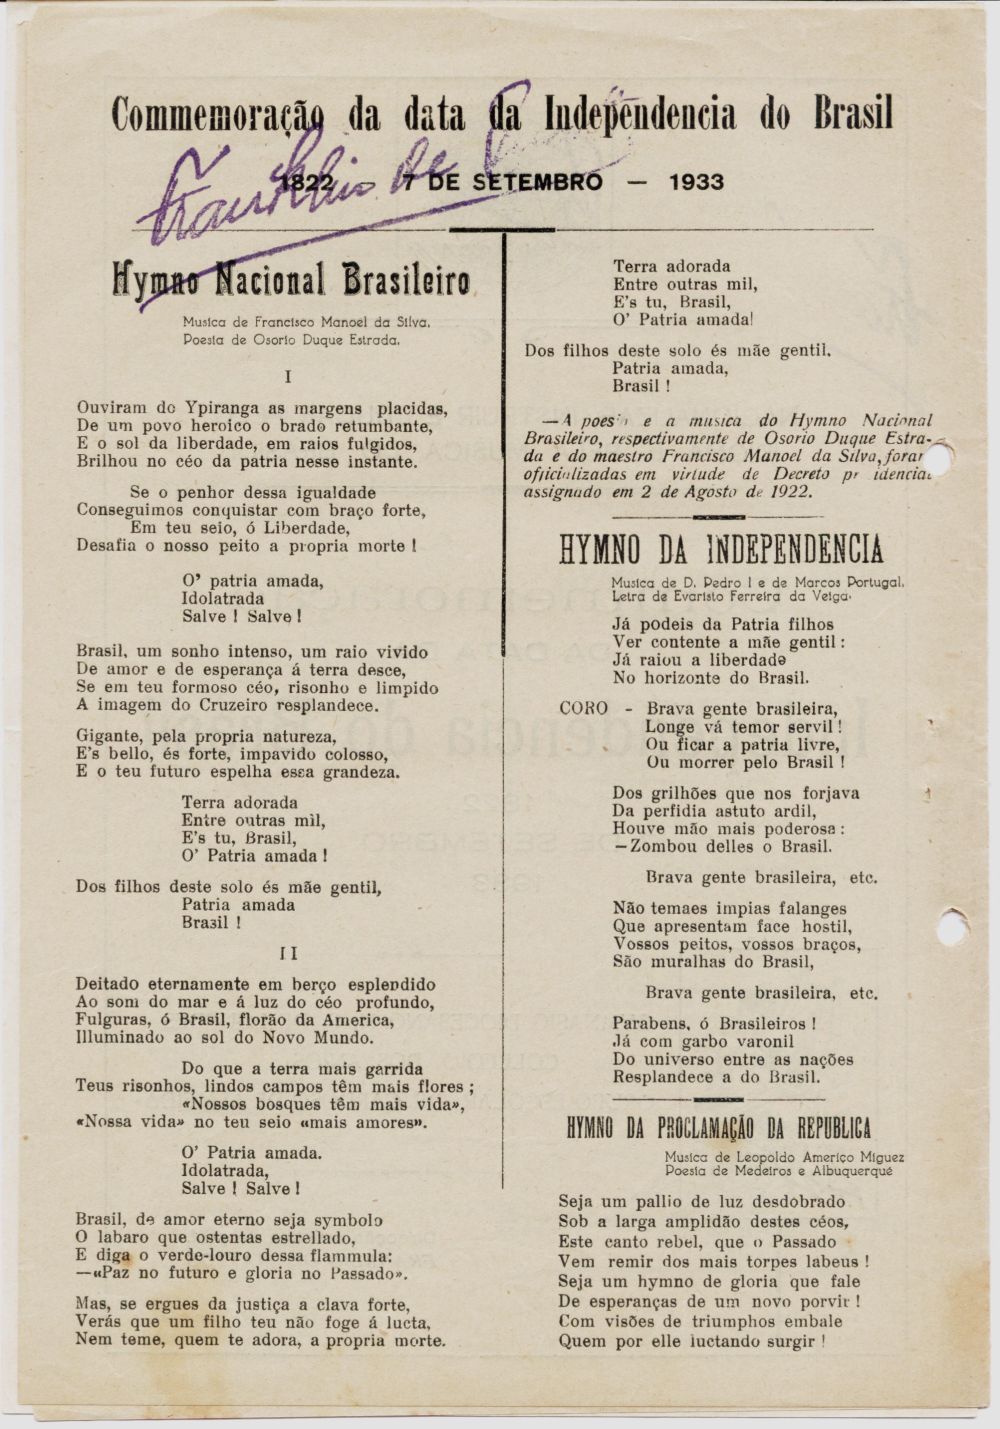 Commemoração da data da Independencia do Brasil
1822 7 DE SETEMBRO — 1933
Hymno Nacional Brasileiro
Musica de Francisco Manoel da Silva.
Poesia de Osorio Duque Estrada.
I
Ouviram do Ypiranga as margens placidas,
De um povo heroico o brado retumbante,
E o sol da liberdade, em raios fulgidos,
Brilhou no céo da patria nesse instante.
Se o penhor dessa igualdade
Conseguimos conquistar com braço forte,
Em teu seio, ó Liberdade,
Desafia o nosso peito a propria morte !
O' patria amada,
Idolatrada
Salve ! Salve !
Brasil, um sonho intenso, um raio vivido
De amor e de esperança á terra desce,
Se em teu formoso céo, risonho e limpido
A imagem do Cruzeiro resplandece.
Gigante, pela propria natureza,
E's bello, és forte, impavido colosso,
E o teu futuro espelha essa grandeza.
Terra adorada
Entre outras mil,
E's tu, Brasil,
O' Patria amada !
Dos filhos deste solo és mãe gentil,
Patria amada
Brasil !
II
Deitado eternamente em berço esplendido
Ao som do mar e á luz do céo profundo,
Fulguras, ó Brasil, florão da America,
Illuminado ao sol do Novo Mundo.
Do que a terra mais garrida
Teus risonhos, lindos campos têm mais flores ;
«Nossos bosques têm mais vida»,
«Nossa vida» no teu seio «mais amores».
O' Patria amada.
Idolatrada,
Salve ! Salve !
Brasil, de amor eterno seja symbolo
O labaro que ostentas estrellado,
E diga o verde-louro dessa flammula:
—«Paz no futuro e gloria no Passado».
Mas, se ergues da justiça a clava forte,
Verás que um filho teu não foge á lucta,
Nem teme, quem te adora, a propria morte.
Terra adorada
Entre outras mil,
E's tu, Brasil,
O' Patria amada!
Dos filhos deste solo és mãe gentil,
Patria amada,
Brasil !
—A poesia e a musica do Hymno Nacional
Brasileiro, respectivamente de Osorio Duque Estra-
da e do maestro Francisco Manoel da Silva, foram
officializadas em virtude de Decreto
assignado em 2 de Agosto de 1922.
HYMNO DA INDEPENDENCIA
Musica de D. Pedro I e de Marcos Portugal.
Letra de Evaristo Ferreira da Veiga.
Já podeis da Patria filhos
Ver contente a mãe gentil :
Já raiou a liberdade
No horizonte do Brasil.
CORO - Brava gente brasileira,
Longe vá temor servil !
Ou ficar a patria livre,
Ou morrer pelo Brasil !
Dos grilhões que nos forjava
Da perfidia astuto ardil,
Houve mão mais poderosa :
—Zombou delles o Brasil.
Brava gente brasileira, etc.
Não temaes impias falanges
Que apresentam face hostil,
Vossos peitos, vossos braços,
São muralhas do Brasil,
Brava gente brasileira, etc.
Parabens, ó Brasileiros !
Já com garbo varonil
Do universo entre as nações
Resplandece a do Brasil.
HYMNO DA PROCLAMAÇÃO DA REPUBLICA
Musica de Leopoldo Americo Miguez
Poesia de Medeiros e Albuquerque
Seja um pallio de luz desdobrado
Sob a larga amplidão destes céos,
Este canto rebel, que o Passado
Vem remir dos mais torpes labeus !
Seja um hymno de gloria que fale
De esperanças de um novo porvir !
Com visões de triumphos embale
Quem por elle luctando surgir !